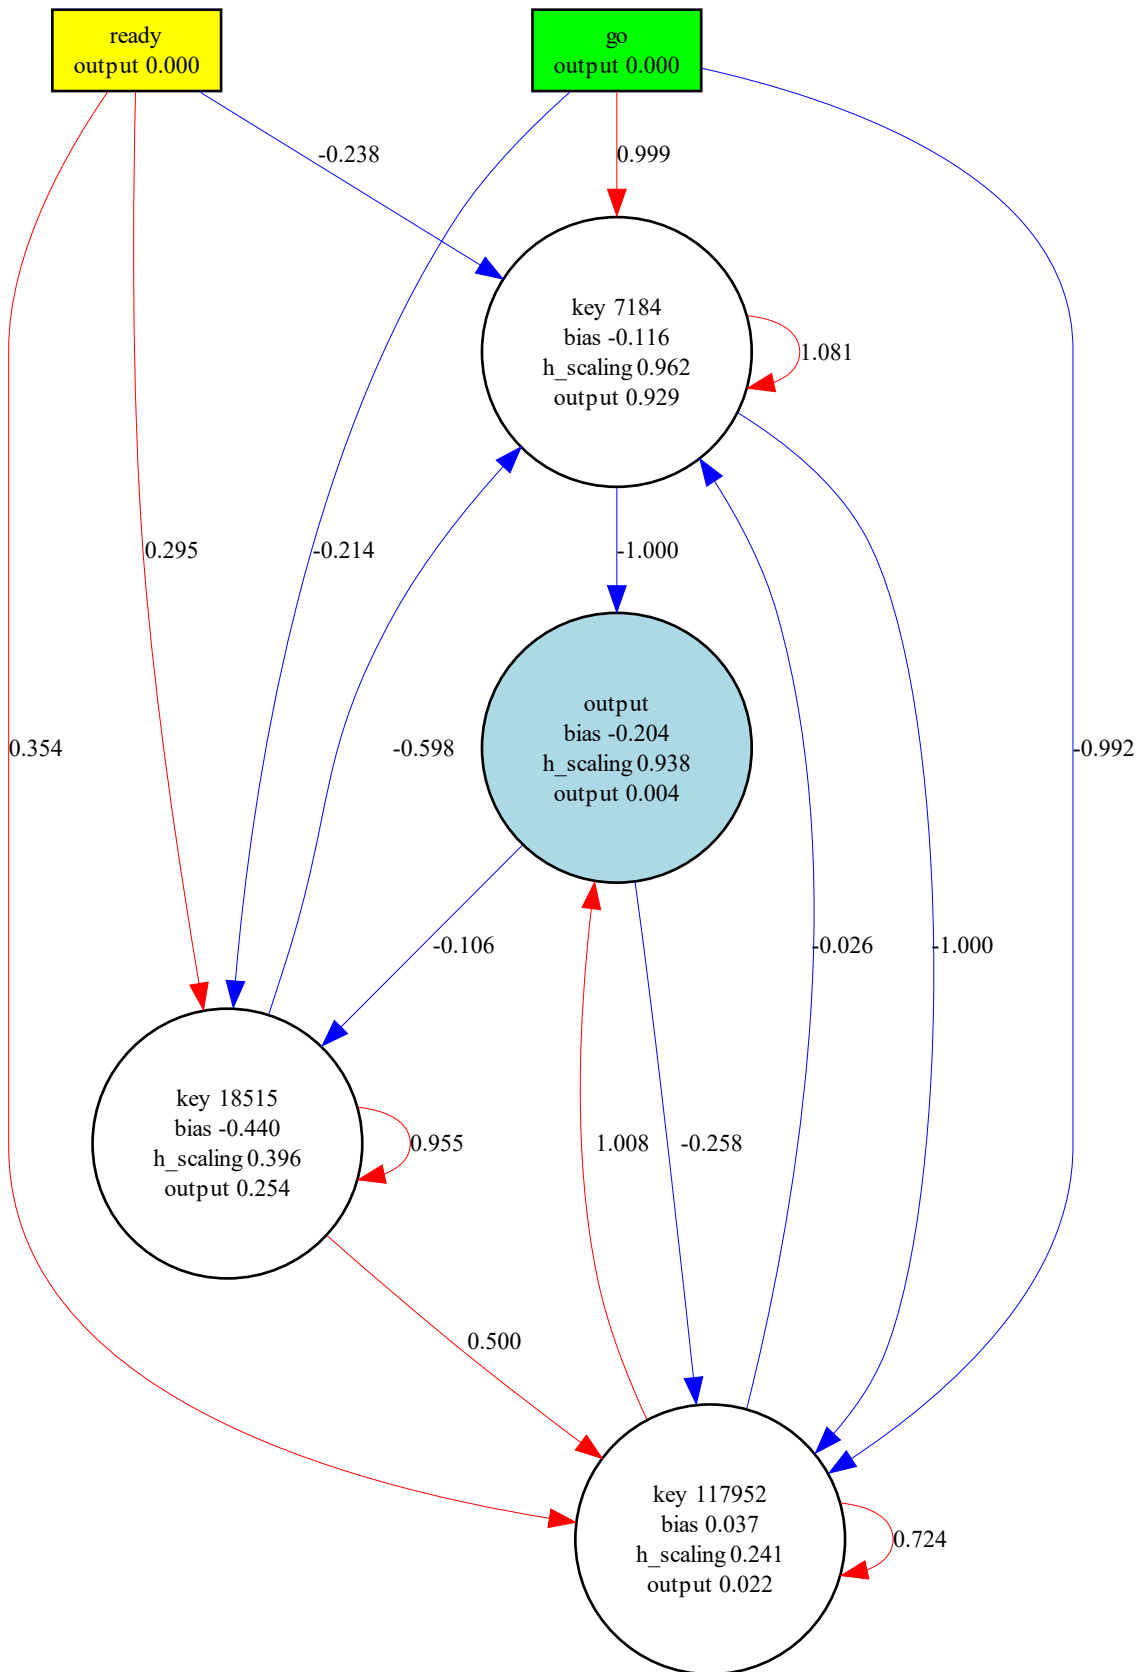 ready
output 0.000
go
output 0.000
-0.238
0.999
key 7184
bias -0.116
h_scaling 0.962
output 0.929
1.081
0.295
-0.214
-1.000
output
bias -0.204
h_scaling 0.938
output 0.004
0.354
-0.598
-0.992
-0.106
-0.026
-1.000
key 18515
bias -0.440
h_scaling 0.396
output 0.254
0.955
1.008
-0.258
0.500
key 117952
bias 0.037
h_scaling 0.241
output 0.022
0.724